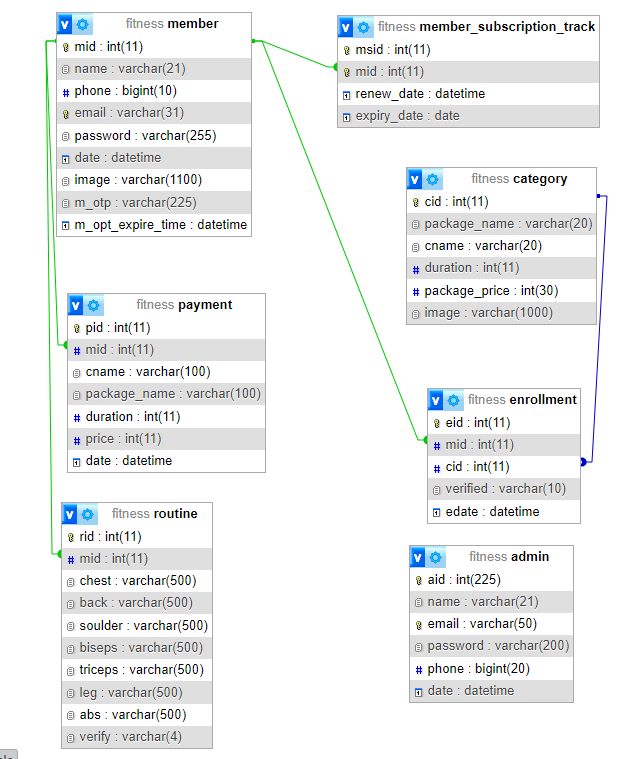 fitness member
mid : int(11)
name : varchar(21)
phone : bigint(10)
email : varchar(31)
password : varchar(255)
date : datetime
image : varchar(1100)
m_otp : varchar(225)
m_opt_expire_time : datetime
fitness member_subscription_track
msid : int(11)
mid : int(11)
renew_date : datetime
expiry_date : date
fitness category
cid : int(11)
package_name : varchar(20)
cname : varchar(20)
duration : int(11)
package_price : int(30)
image : varchar(1000)
fitness payment
pid : int(11)
mid : int(11)
cname : varchar(100)
package_name : varchar(100)
duration : int(11)
price : int(11)
date : datetime
fitness enrollment
eid : int(11)
mid : int(11)
cid : int(11)
verified : varchar(10)
edate : datetime
fitness routine
rid : int(11)
mid : int(11)
chest : varchar(500)
back : varchar(500)
soulder : varchar(500)
biseps : varchar(500)
triceps : varchar(500)
leg : varchar(500)
abs : varchar(500)
verify : varchar(4)
fitness admin
aid : int(225)
name : varchar(21)
email : varchar(50)
password : varchar(200)
phone : bigint(20)
date : datetime